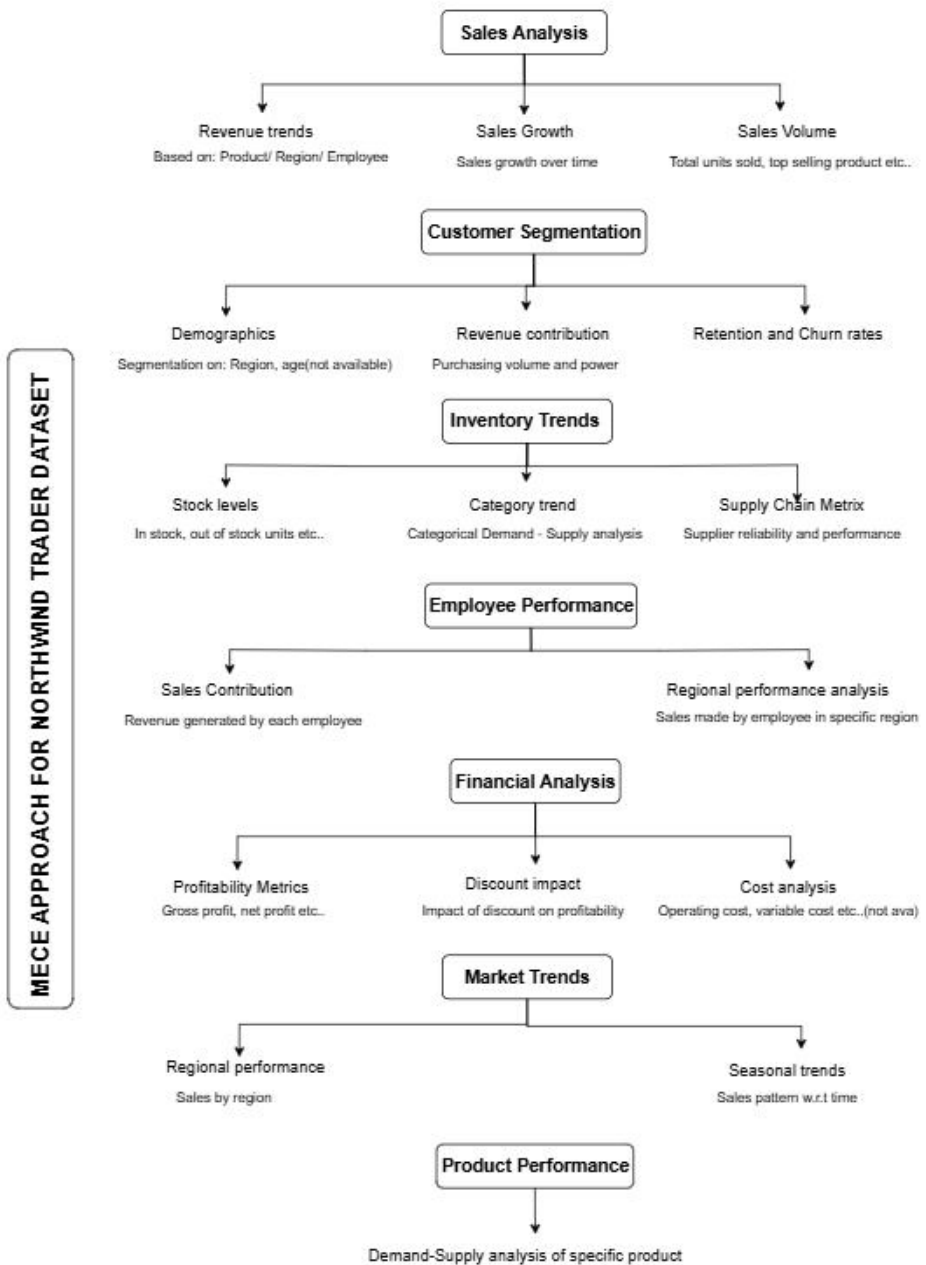 MECE APPROACH FOR NORTHWIND TRADER DATASET
Sales Analysis
Revenue trends
Based on: Product/ Region/ Employee
Sales Growth
Sales growth over time
Sales Volume
Total units sold, top selling product etc..
Customer Segmentation
Demographics
Segmentation on: Region, age(not available)
Revenue contribution
Purchasing volume and power
Retention and Churn rates
Inventory Trends
Stock levels
In stock, out of stock units etc..
Category trend
Categorical Demand - Supply analysis
Supply Chain Metrix
Supplier reliability and performance
Employee Performance
Sales Contribution
Revenue generated by each employee
Regional performance analysis
Sales made by employee in specific region
Financial Analysis
Profitability Metrics
Gross profit, net profit etc..
Discount impact
Impact of discount on profitability
Cost analysis
Operating cost, variable cost etc..(not ava)
Market Trends
Regional performance
Sales by region
Seasonal trends
Sales pattern w.r.t time
Product Performance
Demand-Supply analysis of specific product